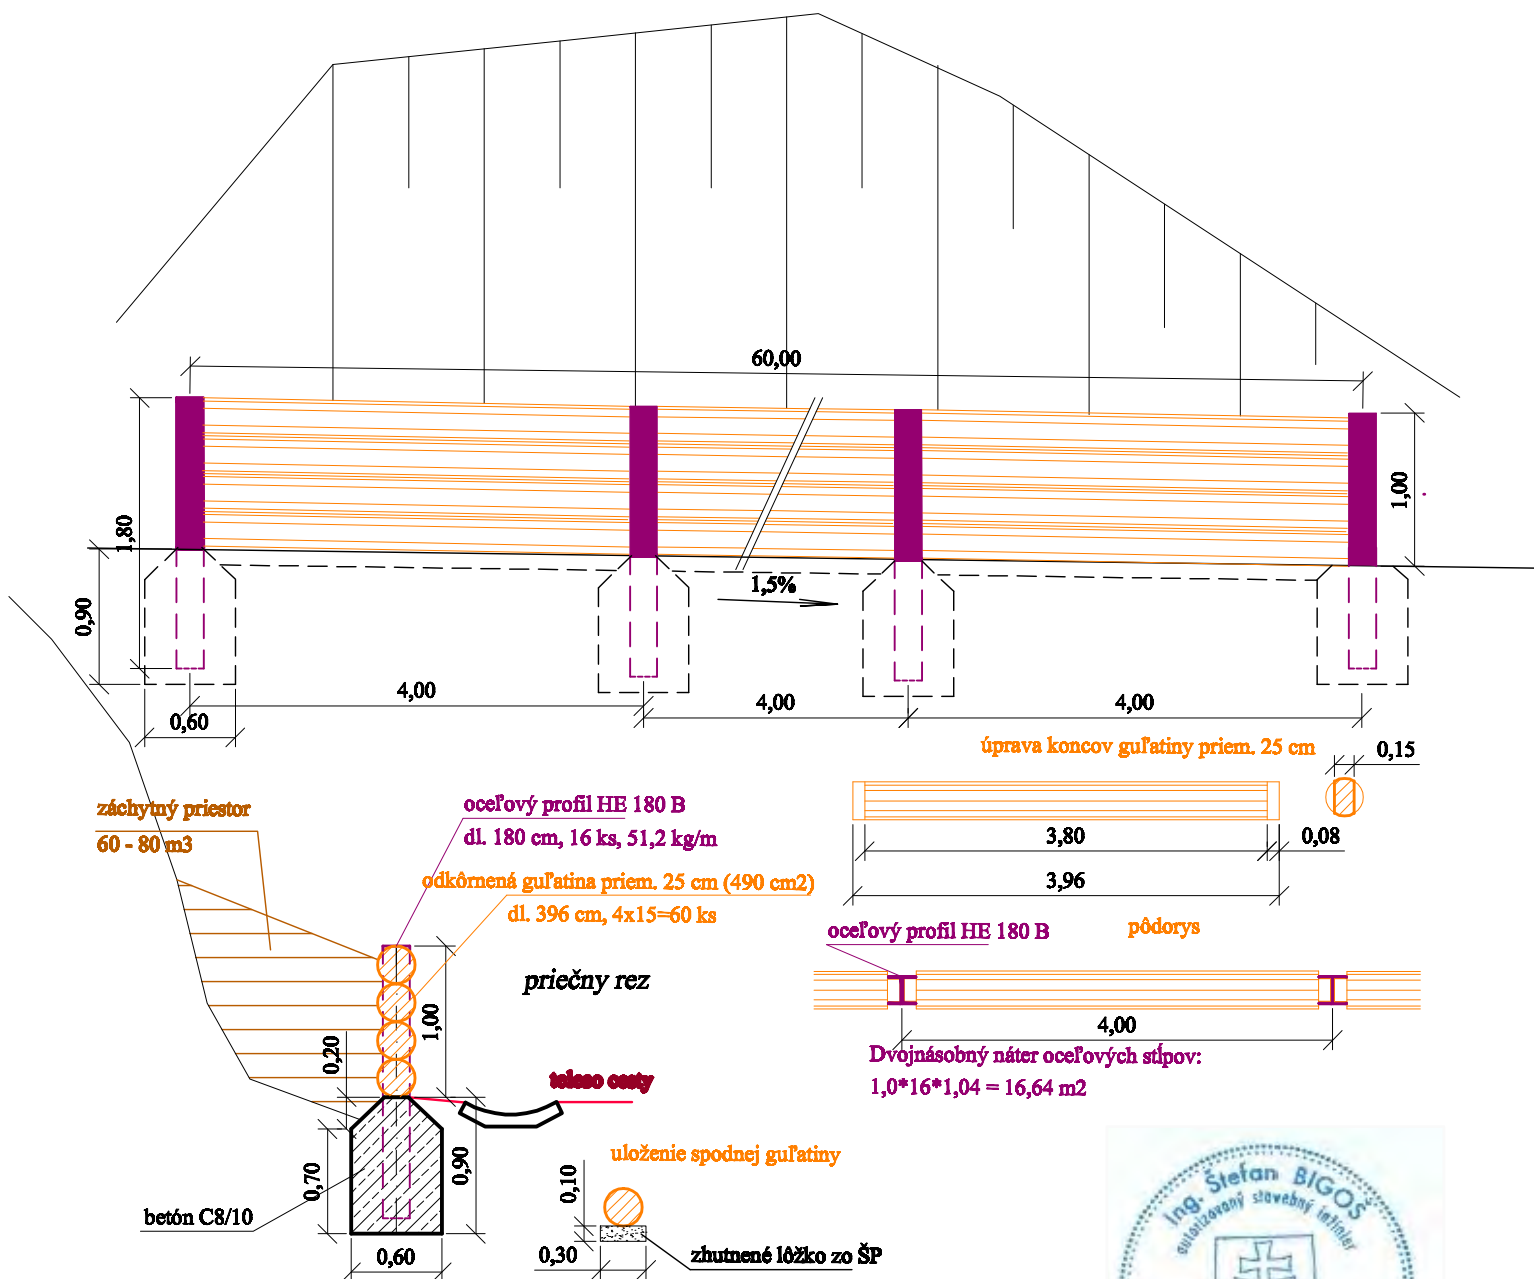 60,00
1,80
1,00
0,90
1,5%
4,00
4,00
4,00
0,60
úprava koncov guľatiny priem. 25 cm
0,15
záchytný priestor
60 - 80 m3
oceľový profil HE 180 B
dl. 180 cm, 16 ks, 51,2 kg/m
3,80
0,08
odkôrnená guľatina priem. 25 cm (490 cm2)
dl. 396 cm, 4x15=60 ks
3,96
oceľový profil HE 180 B
pôdorys
priečny rez
1,00
4,00
0,20
Dvojnásobný náter oceľových stĺpov:
1,0*16*1,04 = 16,64 m2
teleso cesty
uloženie spodnej guľatiny
0,70
0,90
0,10
betón C8/10
0,60
0,30
zhutnené lôžko zo ŠP
Ing. Štefan BIGOŠ
autorizovaný stavebný inžinier